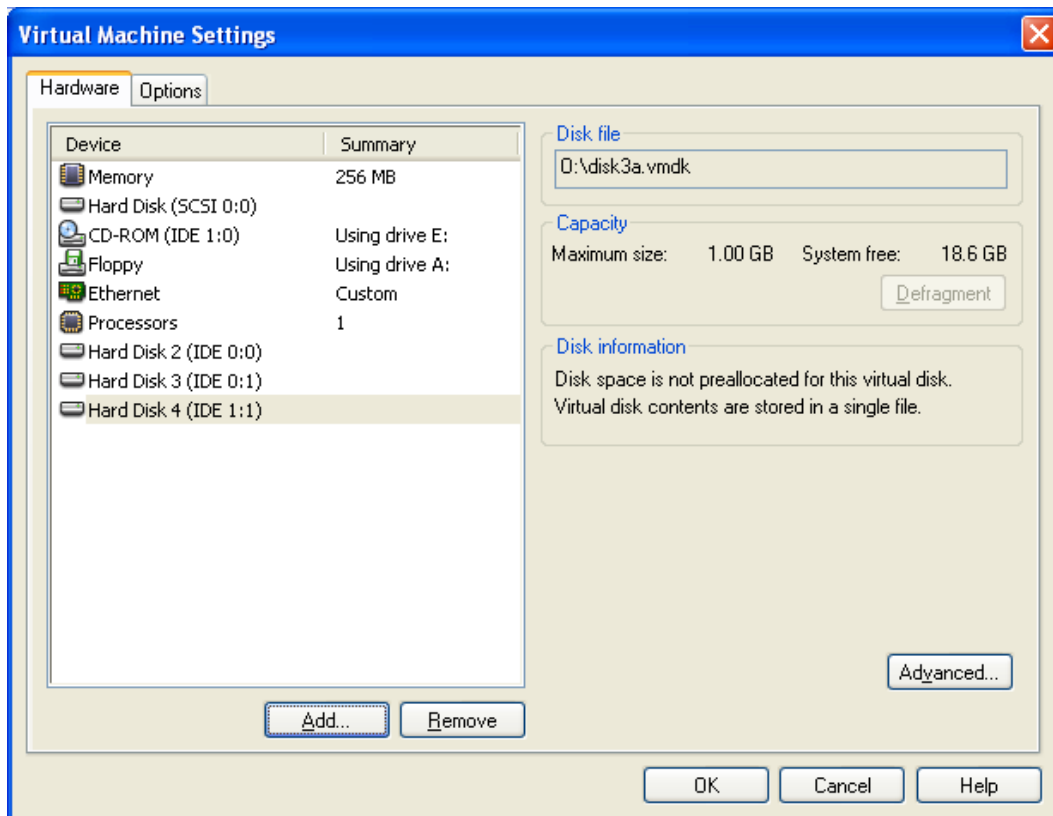 Virtual Machine Settings
Hardware
Options
Device Summary
Memory 256 MB
Hard Disk (SCSI 0:0)
CD-ROM (IDE 1:0) Using drive E:
Floppy Using drive A:
Ethernet Custom
Processors 1
Hard Disk 2 (IDE 0:0)
Hard Disk 3 (IDE 0:1)
Hard Disk 4 (IDE 1:1)
Add...
Remove
Disk file
O:\disk3a.vmdk
Capacity
Maximum size: 1.00 GB System free: 18.6 GB
Defragment
Disk information
Disk space is not preallocated for this virtual disk.
Virtual disk contents are stored in a single file.
Advanced...
OK
Cancel
Help